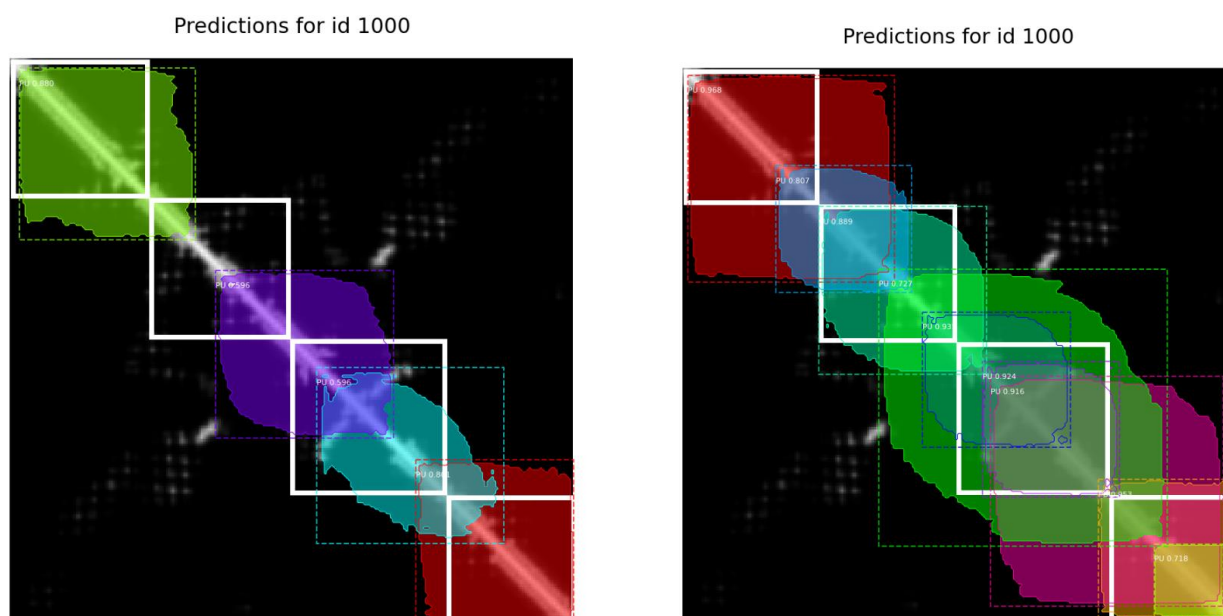 Predictions for id 1000
PU 0.880
PU 0.596
PU 0.596
Predictions for id 1000
PU 0.968
PU 0.807
PU 0.889
PU 0.727
PU 0.924
PU 0.916
PU 0.718